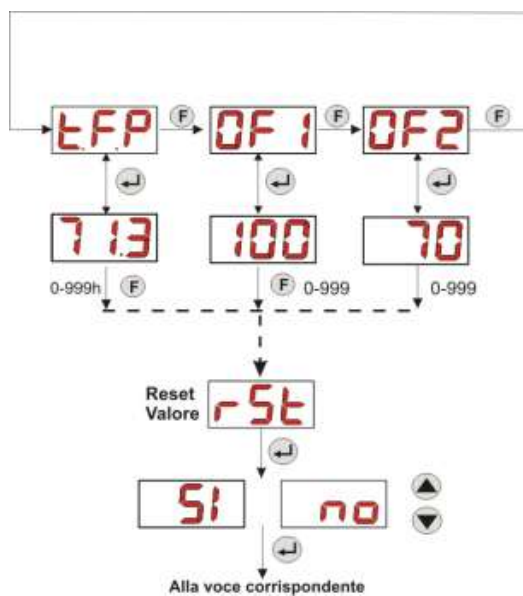 t.F.P F OF1 F OF2 F
71.3 100 70
0-999h F F 0-999 0-999
Reset
Valore
rSt
SI no
Alla voce corrispondente